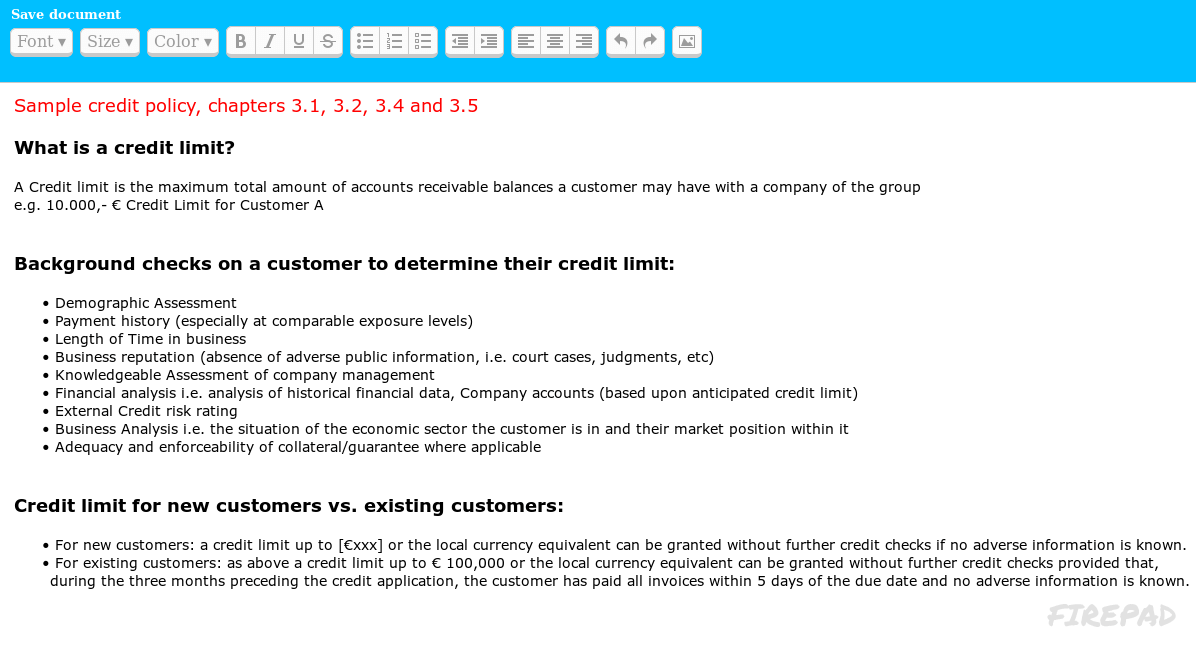 Save document
Font ▾ Size ▾ Color ▾ B I U S
Sample credit policy, chapters 3.1, 3.2, 3.4 and 3.5
What is a credit limit?
A Credit limit is the maximum total amount of accounts receivable balances a customer may have with a company of the group
e.g. 10.000,- € Credit Limit for Customer A
Background checks on a customer to determine their credit limit:
• Demographic Assessment
• Payment history (especially at comparable exposure levels)
• Length of Time in business
• Business reputation (absence of adverse public information, i.e. court cases, judgments, etc)
• Knowledgeable Assessment of company management
• Financial analysis i.e. analysis of historical financial data, Company accounts (based upon anticipated credit limit)
• External Credit risk rating
• Business Analysis i.e. the situation of the economic sector the customer is in and their market position within it
• Adequacy and enforceability of collateral/guarantee where applicable
Credit limit for new customers vs. existing customers:
• For new customers: a credit limit up to [€xxx] or the local currency equivalent can be granted without further credit checks if no adverse information is known.
• For existing customers: as above a credit limit up to € 100,000 or the local currency equivalent can be granted without further credit checks provided that,
during the three months preceding the credit application, the customer has paid all invoices within 5 days of the due date and no adverse information is known.
FIREPAD